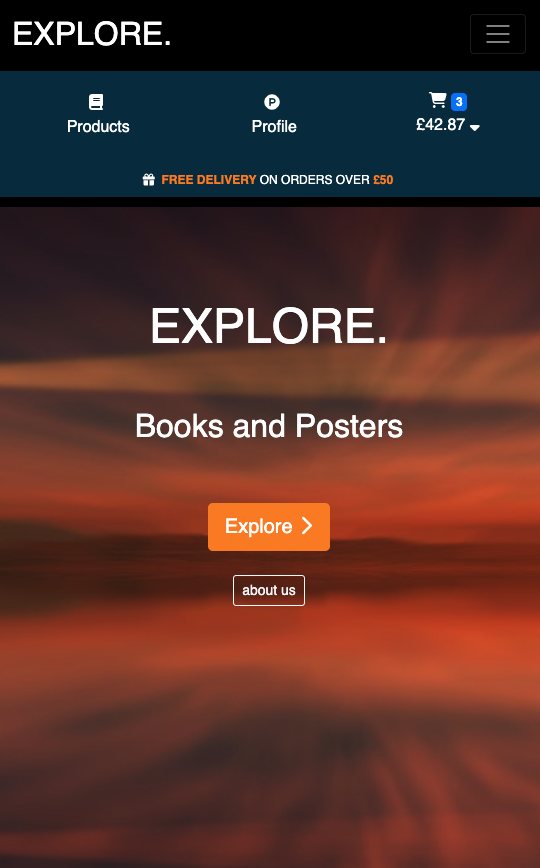 EXPLORE.
Products
Profile
3
£42.87
FREE DELIVERY ON ORDERS OVER £50
EXPLORE.
Books and Posters
Explore
about us